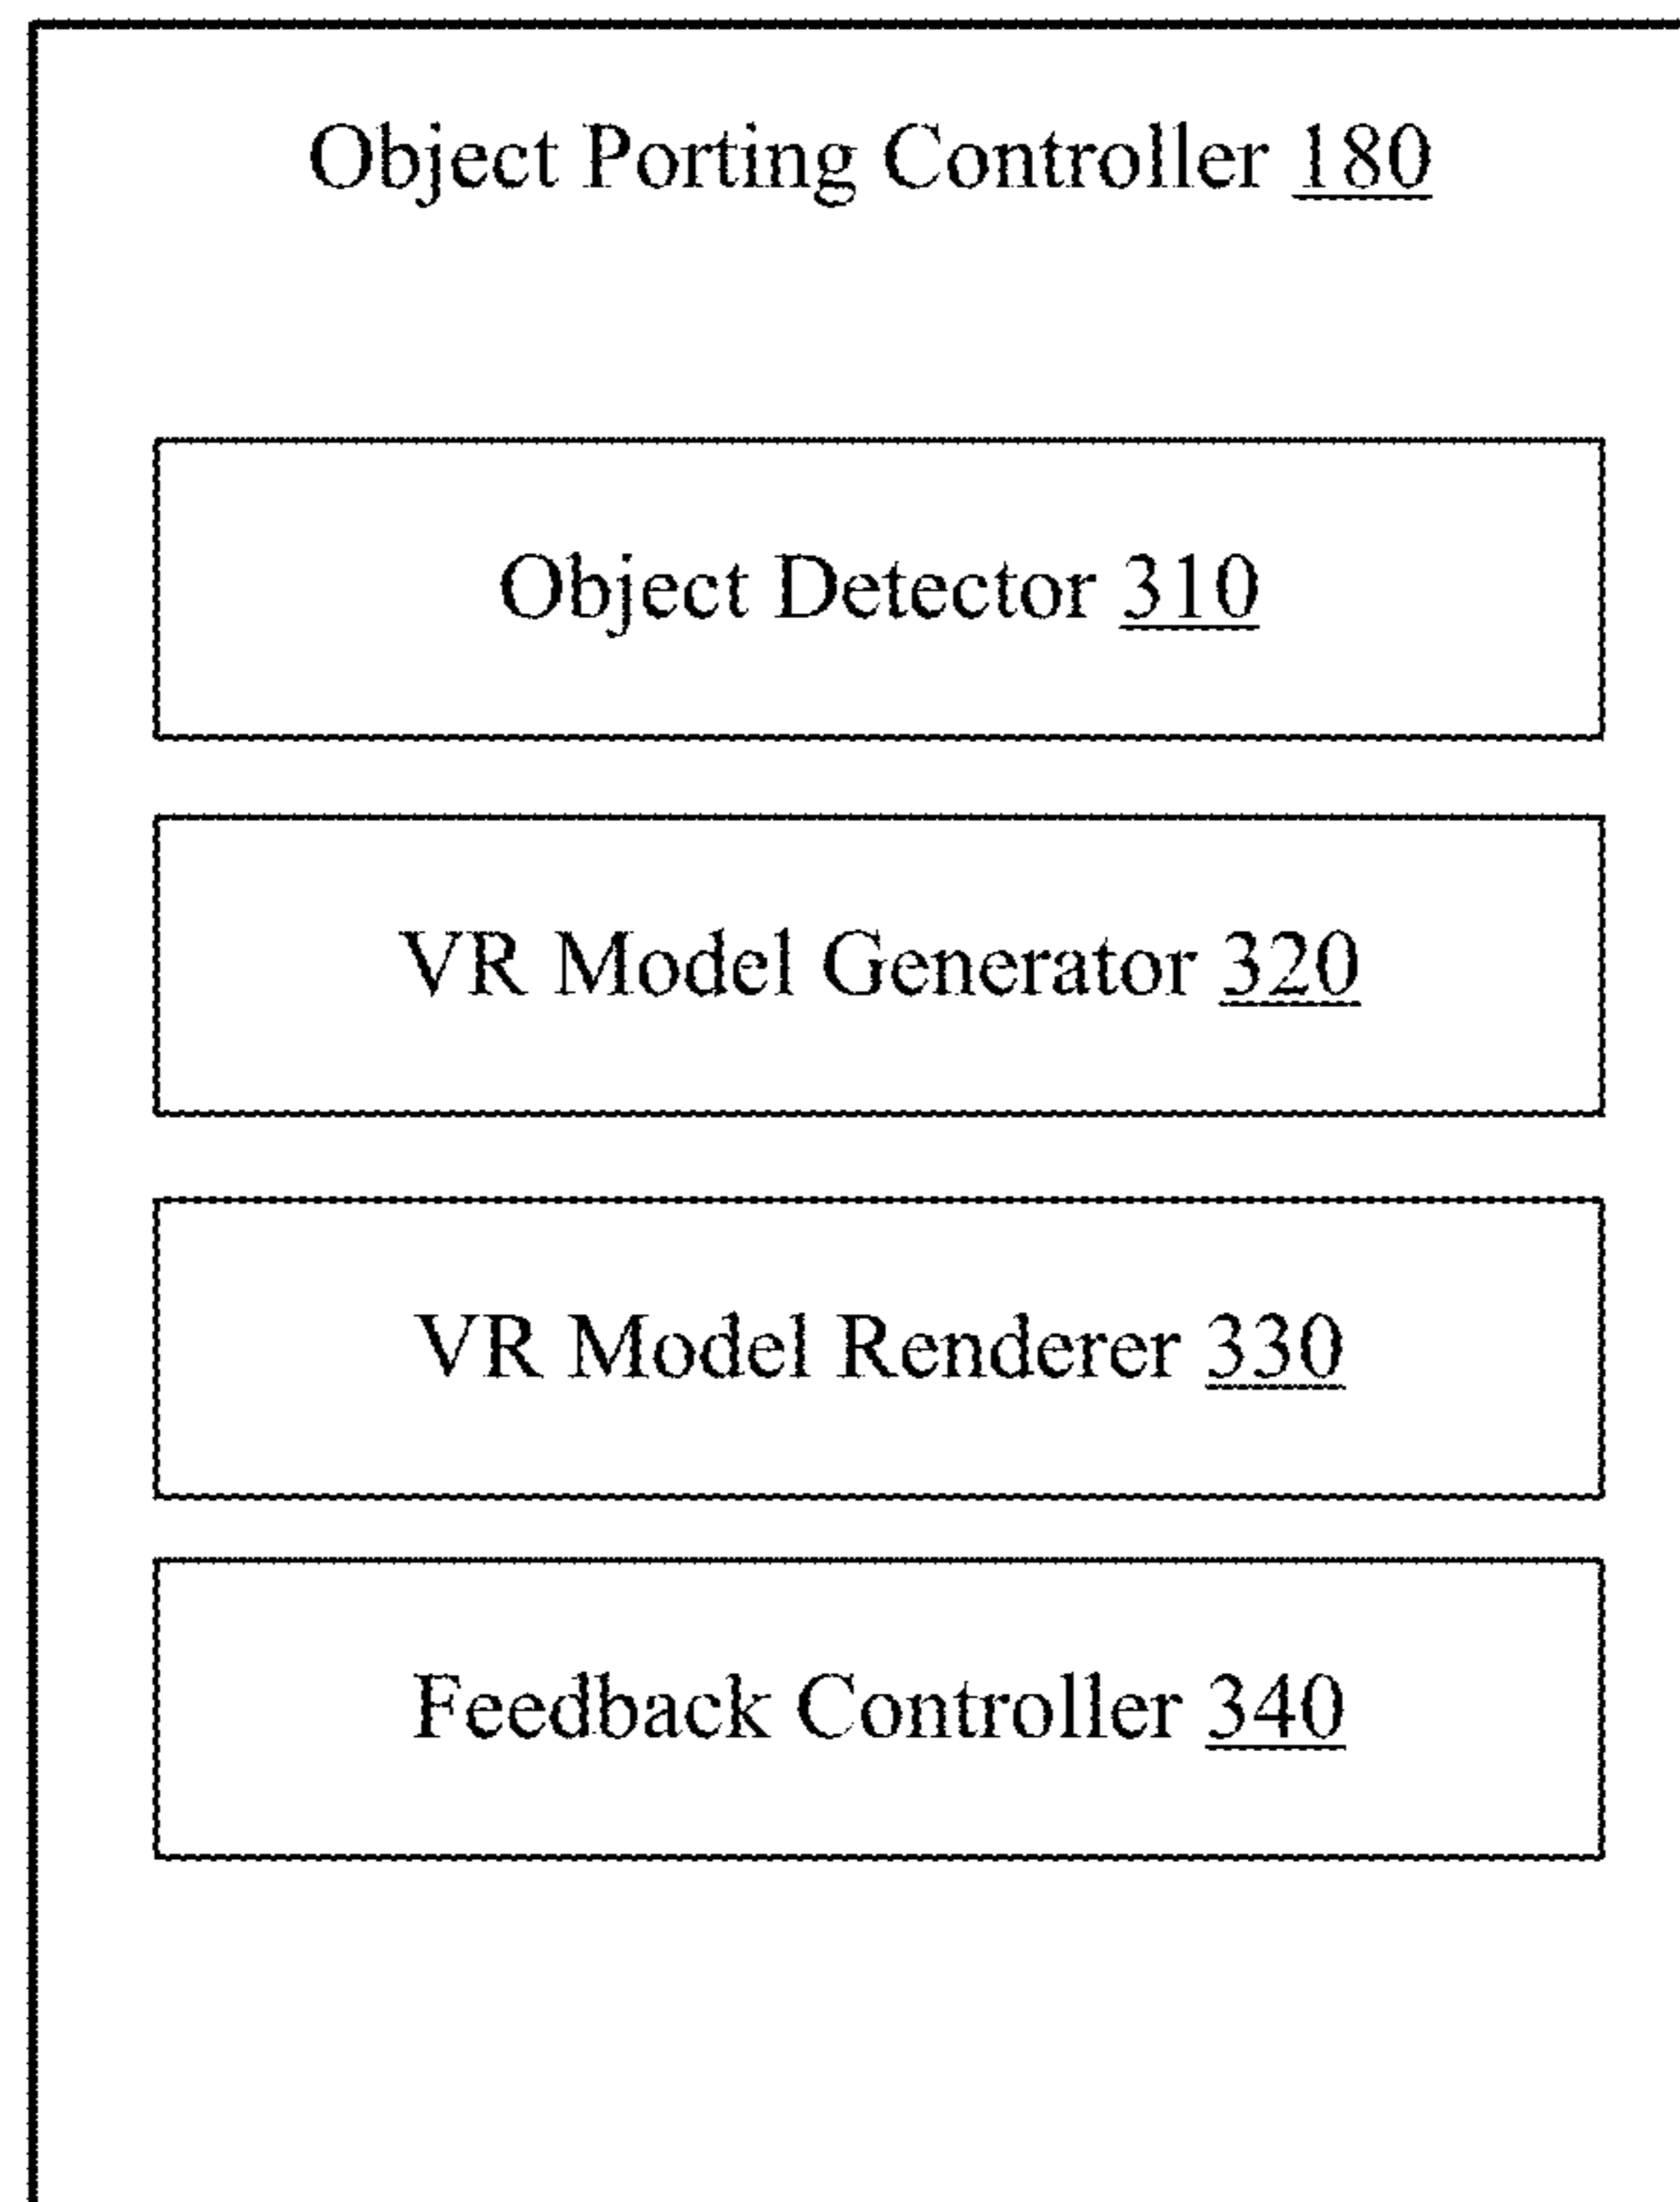 Object Porting Controller 180
Object Detector 310
VR Model Generator 320
VR Model Renderer 330
Feedback Controller 340